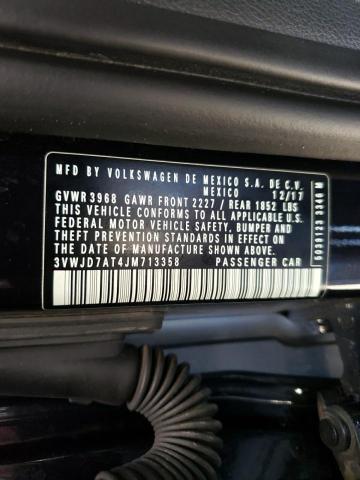 MFD BY VOLKSWAGEN DE MEXICO S.A. DE C.V.
MEXICO 12/17
GVWR 3968 GAWR FRONT 2227 / REAR 1852 LBS
THIS VEHICLE CONFORMS TO ALL APPLICABLE U.S.
FEDERAL MOTOR VEHICLE SAFETY, BUMPER AND
THEFT PREVENTION STANDARDS IN EFFECT ON THE
DATE OF MANUFACTURE SHOWN ABOVE.
3VWJD7AT4JM713358 PASSENGER CAR